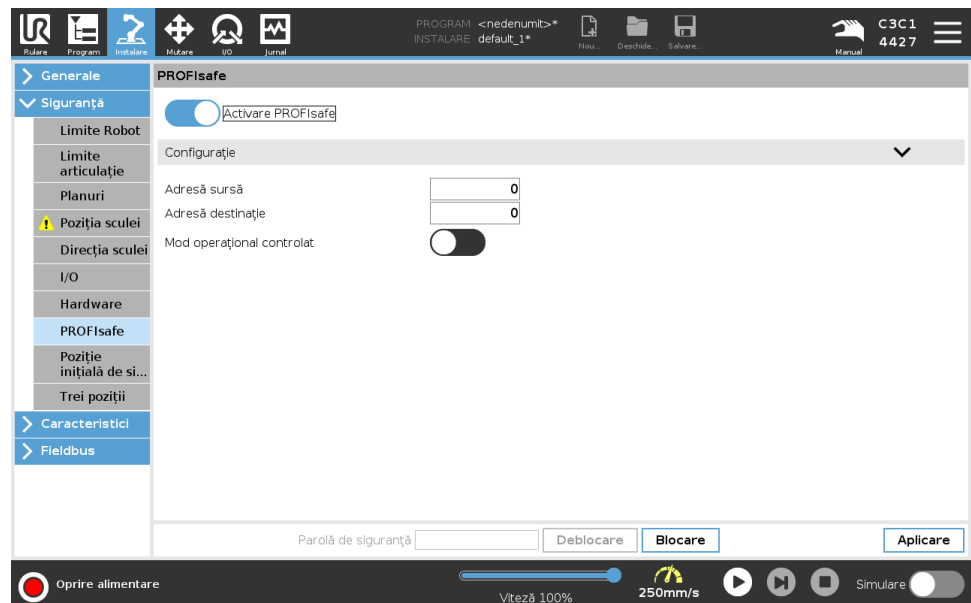 PROGRAM <nedenumit>*
INSTALARE default_1*
Rulare Program Instalare Mutare I/O Jurnal
Nou... Deschide... Salvare...
Manual
C3C1
4427
Generale
Siguranță
Limite Robot
Limite
articulație
Planuri
Poziția sculei
Direcția sculei
I/O
Hardware
PROFIsafe
Poziție
inițială de si...
Trei poziții
Caracteristici
Fieldbus
PROFIsafe
Activare PROFIsafe
Configurație
Adresă sursă 0
Adresă destinație 0
Mod operațional controlat
Parolă de siguranță Deblocare Blocare Aplicare
Oprire alimentare
Viteză 100%
250mm/s
Simulare